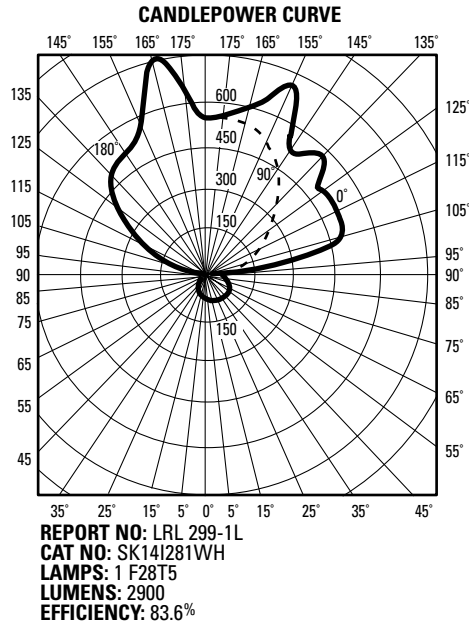 CANDLEPOWER CURVE
145° 155° 165° 175° 175° 165° 155° 145° 135°
135 600 125°
125 180° 450 115°
115 90° 0°
300
105 150 105°
95 95°
90 90°
85 85°
75 150 75°
65 65°
55 55°
45
35° 25° 15° 5° 0° 5° 15° 25° 35° 45°
REPORT NO: LRL 299-1L
CAT NO: SK14I281WH
LAMPS: 1 F28T5
LUMENS: 2900
EFFICIENCY: 83.6%